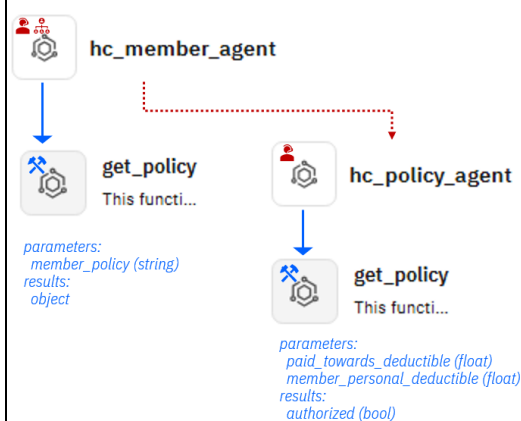 hc_member_agent
get_policy
This functi...
parameters:
member_policy (string)
results:
object
hc_policy_agent
get_policy
This functi...
parameters:
paid_towards_deductible (float)
member_personal_deductible (float)
results:
authorized (bool)